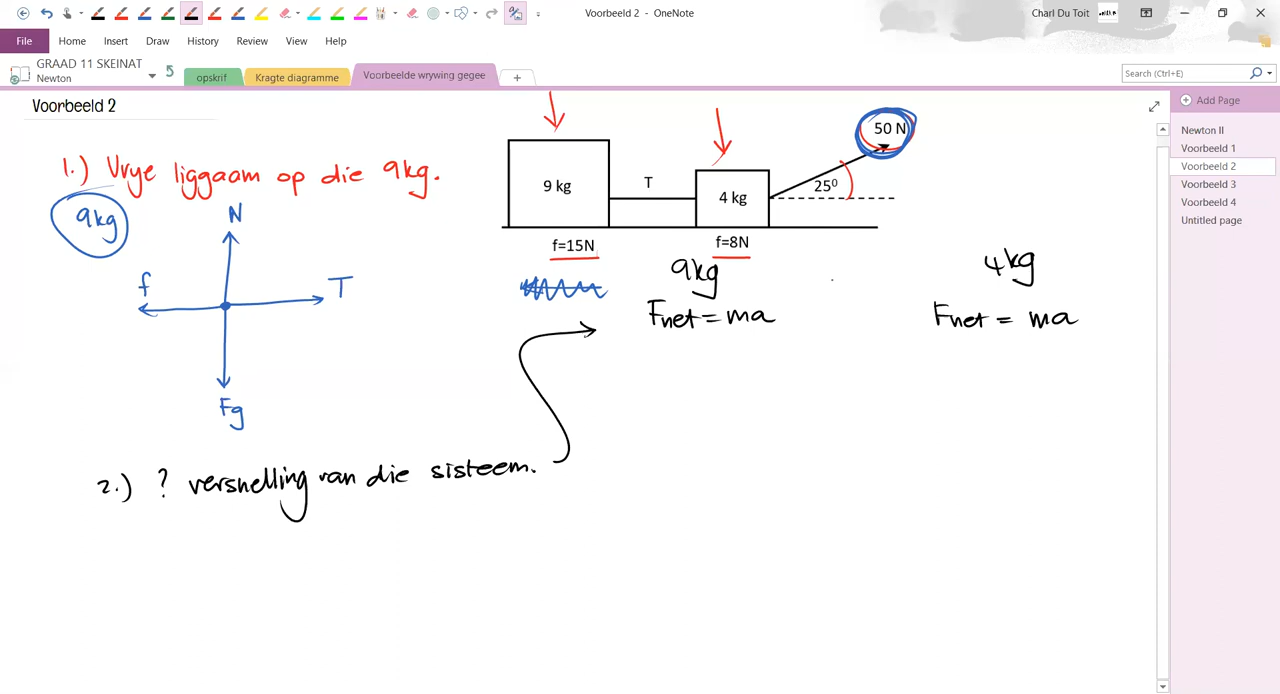 Voorbeeld 2 - OneNote
Charl Du Toit
File Home Insert Draw History Review View Help
GRAAD 11 SKEINAT
Newton
opskrif
Kragte diagramme
Voorbeelde wrywing gegee
Search (Ctrl+E)
Add Page
Newton II
Voorbeeld 1
Voorbeeld 2
Voorbeeld 3
Voorbeeld 4
Untitled page
Voorbeeld 2
1.) Vrye liggaam op die 9kg.
9kg
N
f
T
Fg
9 kg
T
4 kg
50 N
25⁰
f=15N
f=8N
9kg
4kg
Fnet = ma
Fnet = ma
2.) ? versnelling van die sisteem.